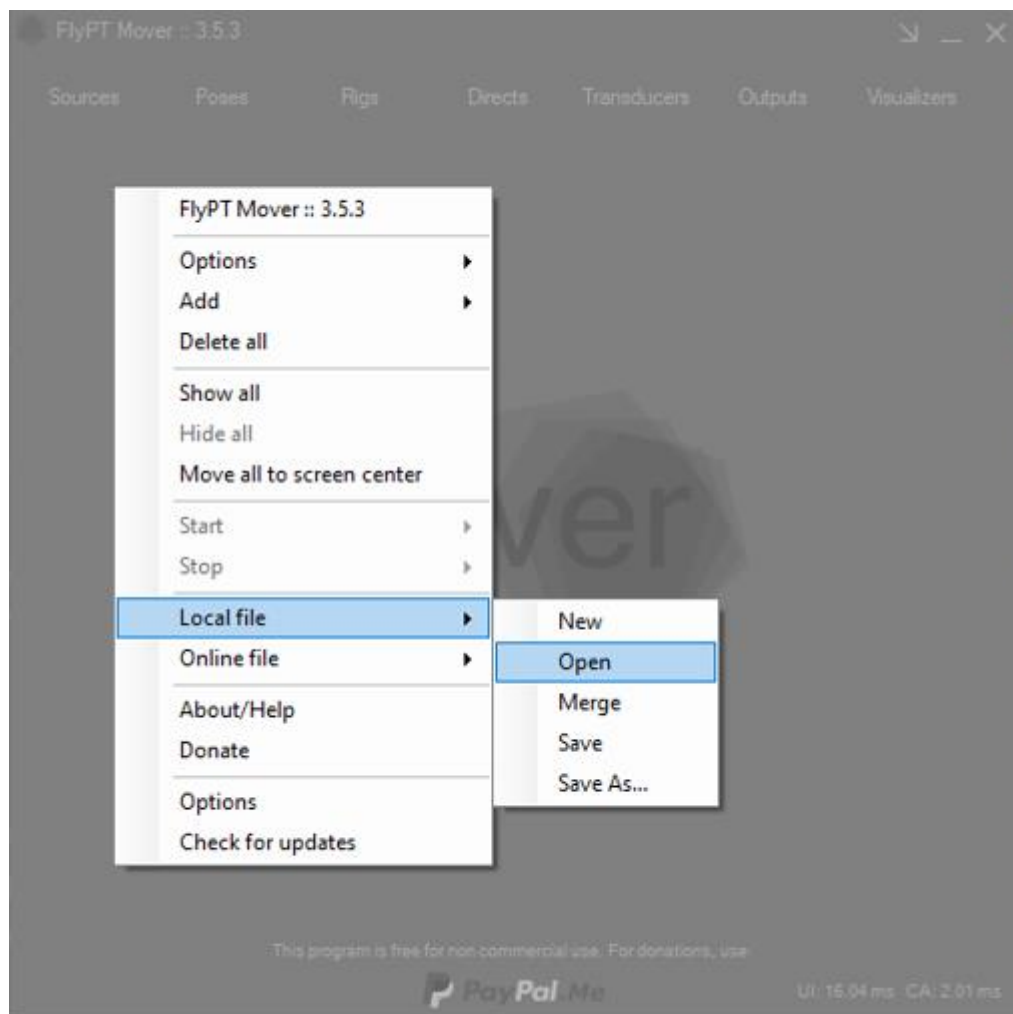 FlyPT Mover :: 3.5.3
Sources Poses Rigs Directs Transducers Outputs Visualizers
FlyPT Mover :: 3.5.3
Options
Add
Delete all
Show all
Hide all
Move all to screen center
Start
Stop
Local file
Online file
About/Help
Donate
Options
Check for updates
New
Open
Merge
Save
Save As...
ver
This program is free for non commercial use. For donations, use
PayPal.Me
UI: 16.04 ms CA: 2.01 ms